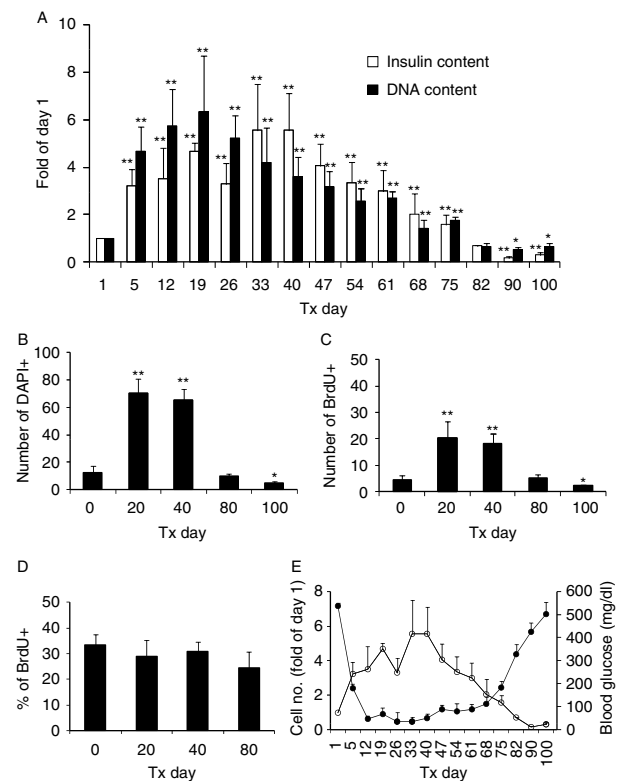 A
10
8
6
4
2
0
Fold of day 1
Insulin content
DNA content
** ** ** ** ** ** ** ** ** ** ** ** ** ** ** ** ** ** ** ** ** ** ** * ** *
1 5 12 19 26 33 40 47 54 61 68 75 82 90 100
Tx day
B
100
80
60
40
20
0
Number of DAPI+
** ** *
0 20 40 80 100
Tx day
C
50
40
30
20
10
0
Number of BrdU+
** ** *
0 20 40 80 100
Tx day
D
50
40
30
20
10
0
% of BrdU+
0 20 40 80
Tx day
E
8
6
4
2
0
Cell no. (fold of day 1)
600
500
400
300
200
100
0
Blood glucose (mg/dl)
1 5 12 19 26 33 40 47 54 61 68 75 82 90 100
Tx day